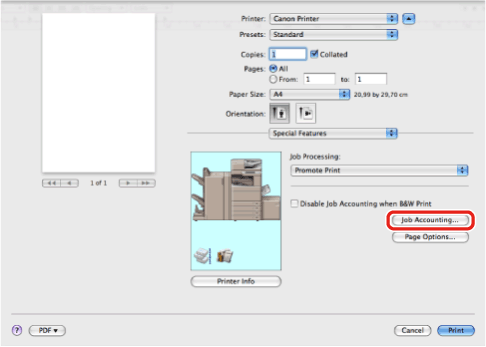 Printer: Canon Printer
Presets: Standard
Copies: 1 Collated
Pages: All
From: 1 to: 1
Paper Size: A4 20,99 by 29,70 cm
Orientation:
Special Features
Job Processing:
Promote Print
1 of 1
Disable Job Accounting when B&W Print
Job Accounting...
Page Options...
Printer Info
? PDF Cancel Print